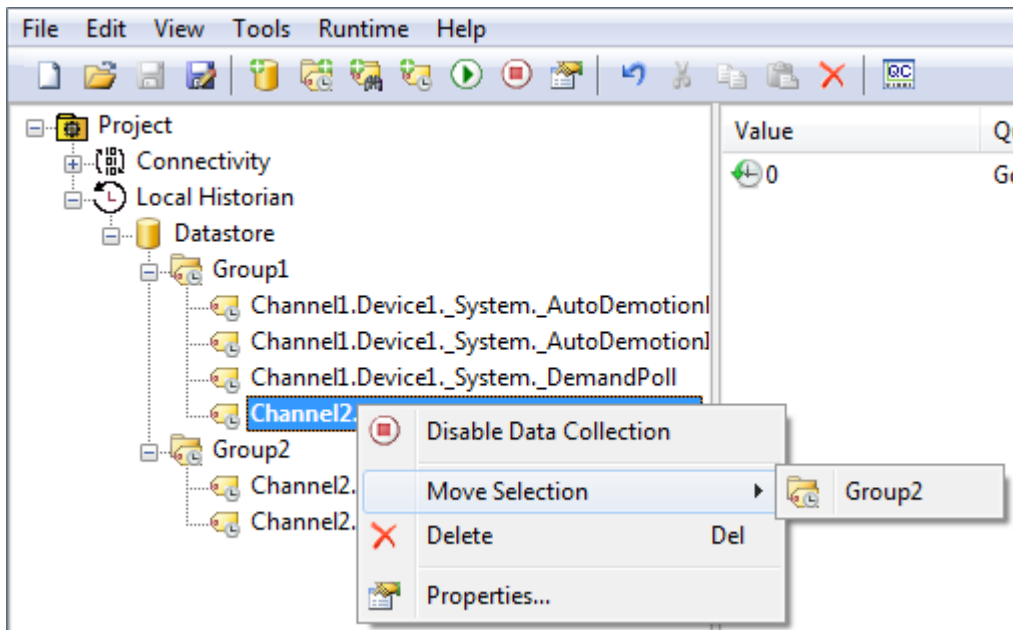 File Edit View Tools Runtime Help
QC
Project
Value
Connectivity
0
Local Historian
Datastore
Group1
Channel1.Device1._System._AutoDemotion
Channel1.Device1._System._AutoDemotion
Channel1.Device1._System._DemandPoll
Channel2.
Disable Data Collection
Group2
Channel2.
Move Selection Group2
Channel2.
Delete Del
Properties...